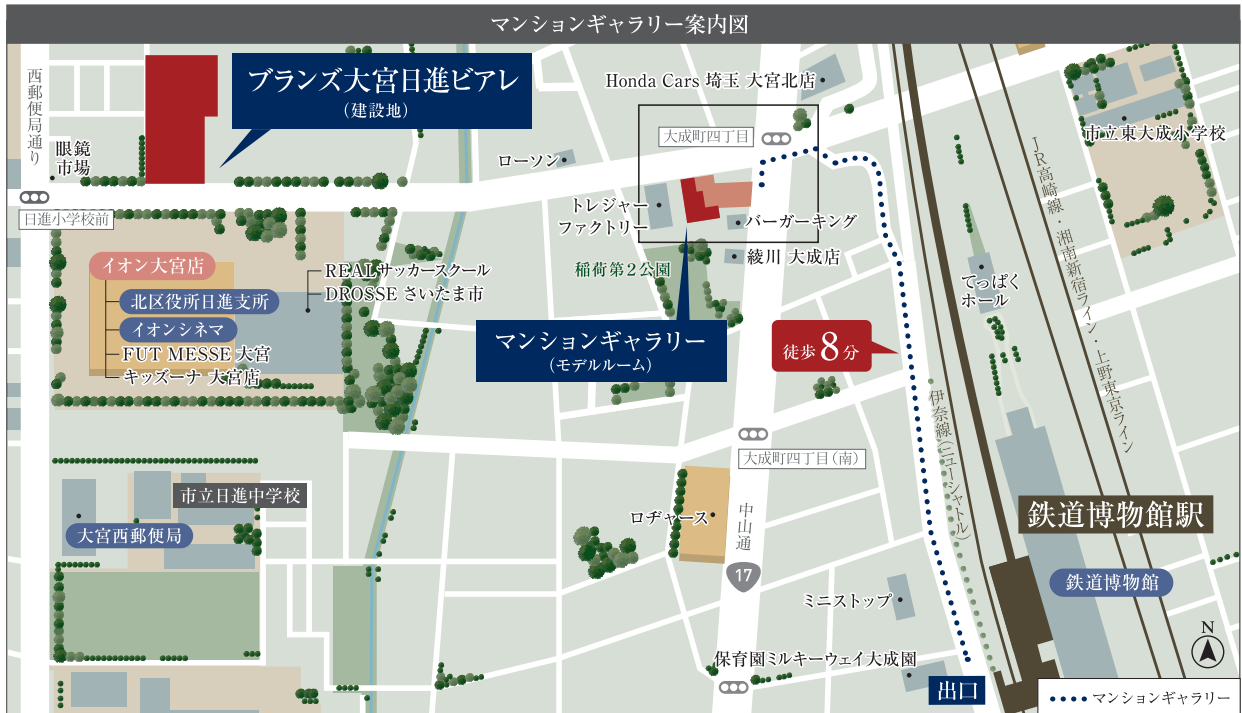 マンションギャラリー案内図
西郵便局通り
ブランズ大宮日進ビアレ
(建設地)
Honda Cars 埼玉 大宮北店
大成町四丁目
市立東大成小学校
眼鏡
市場
ローソン
日進小学校前
トレジャー
ファクトリー
バーガーキング
綾川 大成店
稲荷第2公園
イオン大宮店
REALサッカースクール
DROSSE さいたま市
北区役所日進支所
イオンシネマ
FUT MESSE 大宮
キッズーナ 大宮店
てっぱく
ホール
JR高崎線・湘南新宿ライン・上野東京ライン
マンションギャラリー
(モデルルーム)
徒歩8分
伊奈線(ニューシャトル)
大成町四丁目(南)
市立日進中学校
大宮西郵便局
ロヂャース
中山通
17
鉄道博物館駅
鉄道博物館
ミニストップ
保育園ミルキーウェイ大成園
出口
N
マンションギャラリー